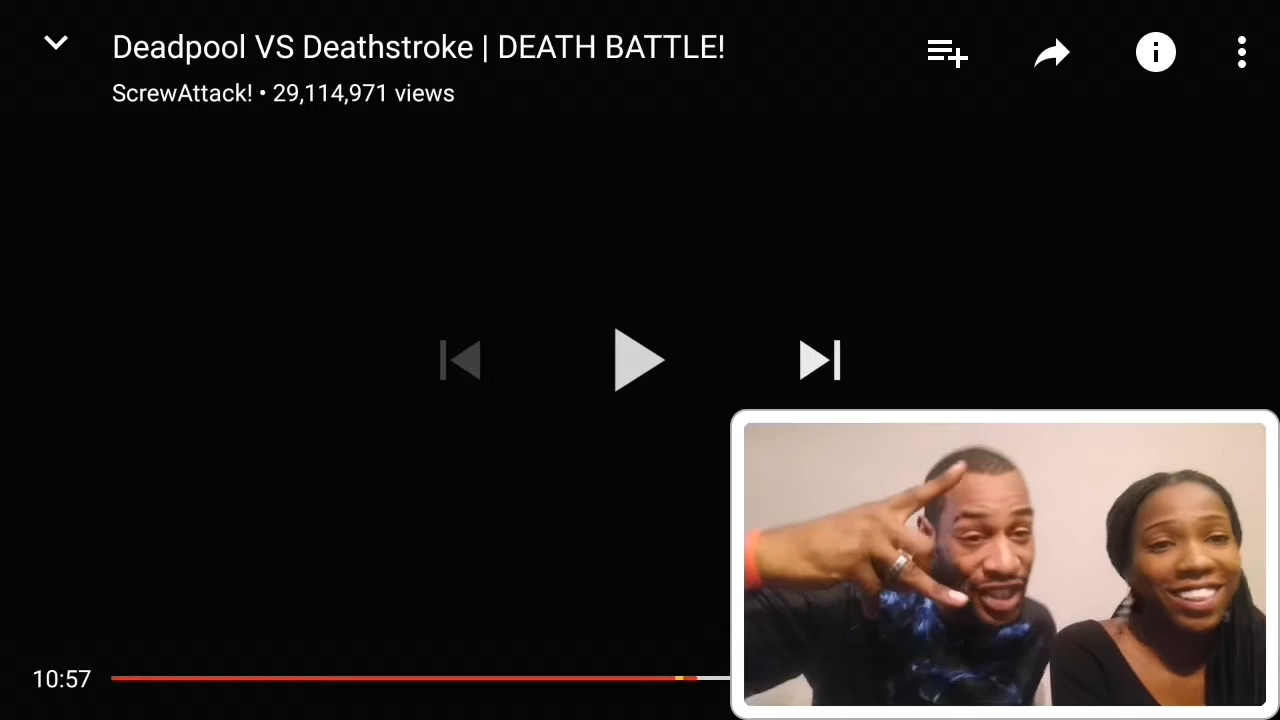 Deadpool VS Deathstroke | DEATH BATTLE!
ScrewAttack! • 29,114,971 views
10:57